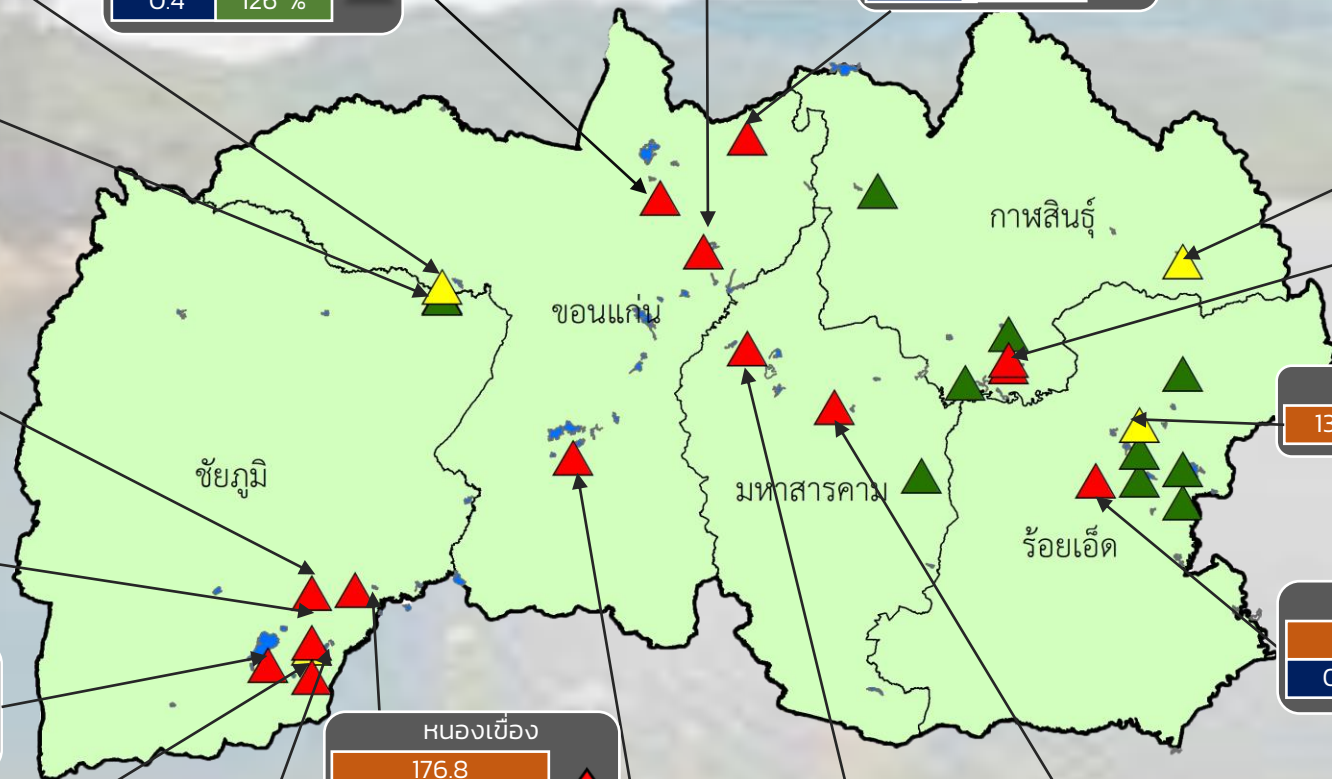 0.4 126 %
กาฬสินธุ์
ขอนแก่น
ชัยภูมิ
มหาสารคาม
ร้อยเอ็ด
หนองเขื่อง
176.8